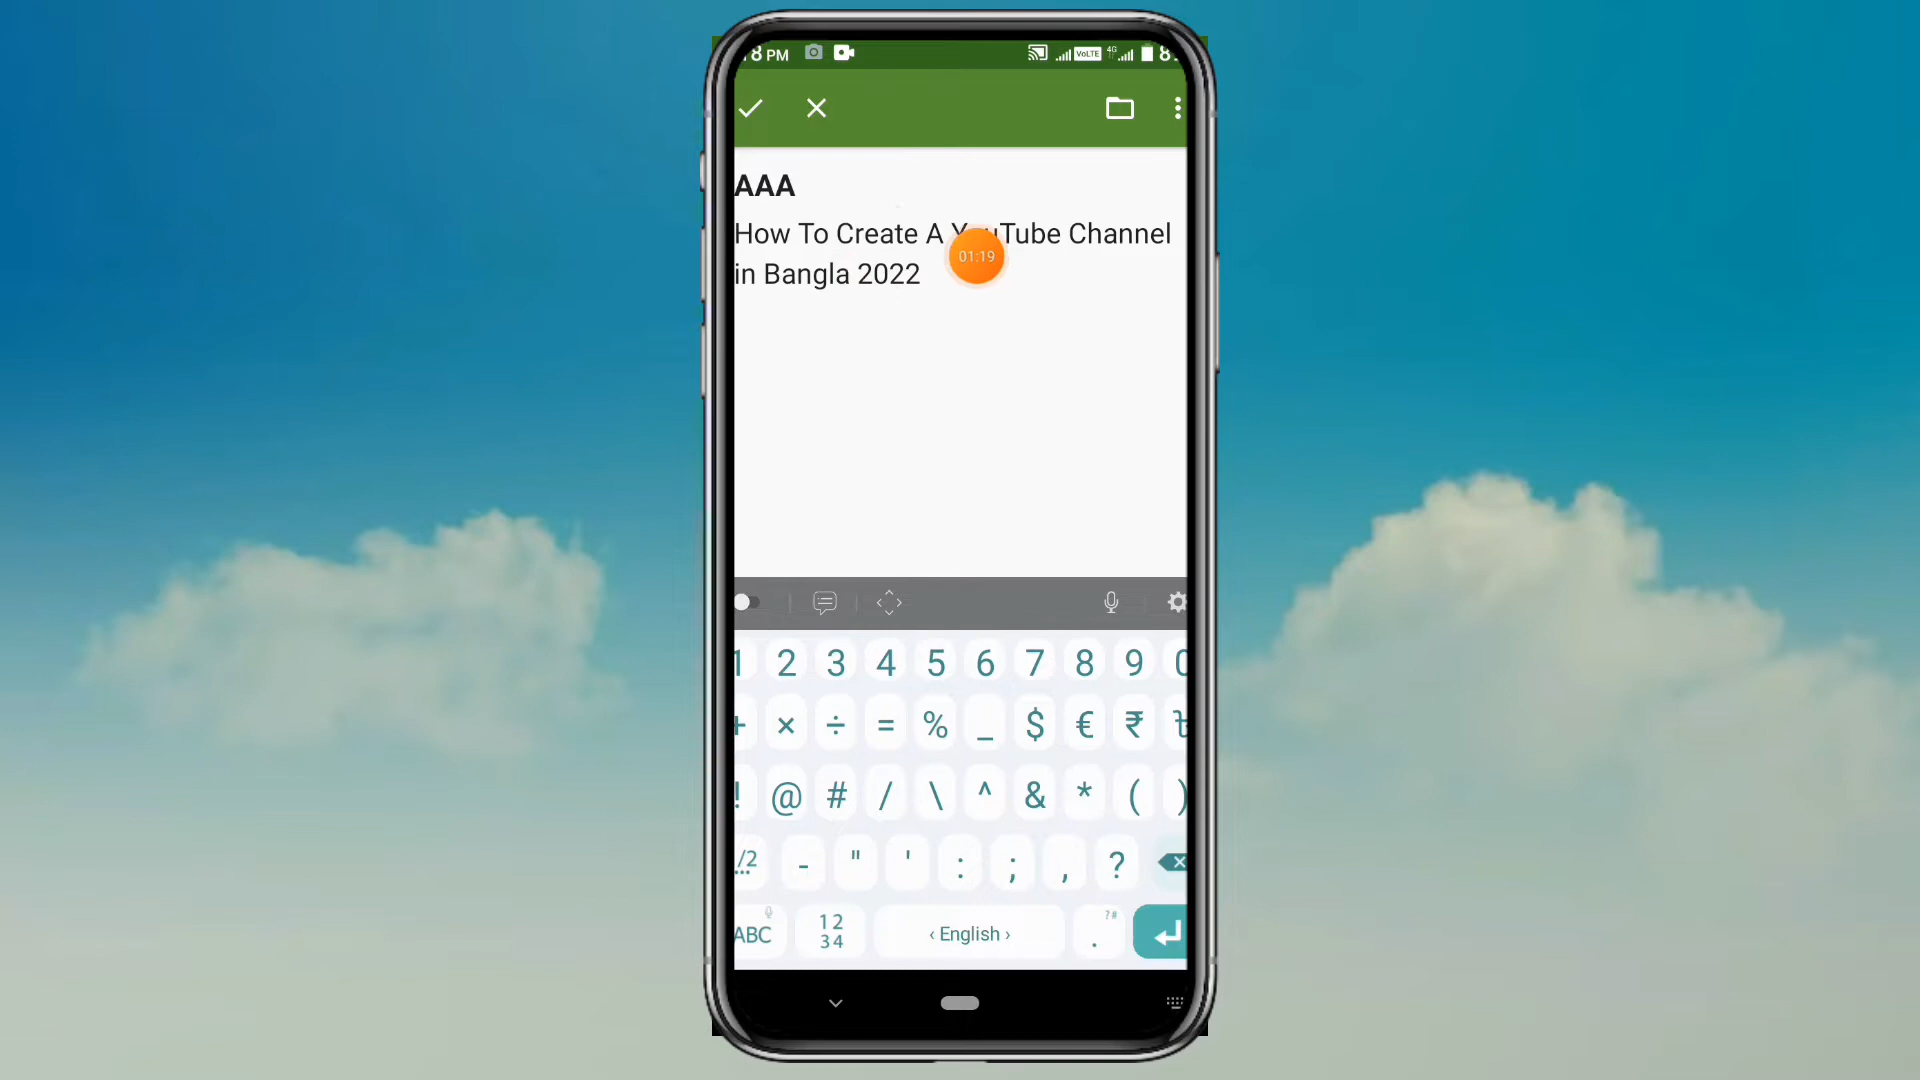 8 PM VoLTE 4G 8
AAA
How To Create A YouTube Channel
01:19
in Bangla 2022
1 2 3 4 5 6 7 8 9 0
+ × ÷ = % _ $ € ₹ ৳
! @ # / \ ^ & * ( )
/2 - " ' : ; , ?
ABC 12 34 ‹ English › . ?#